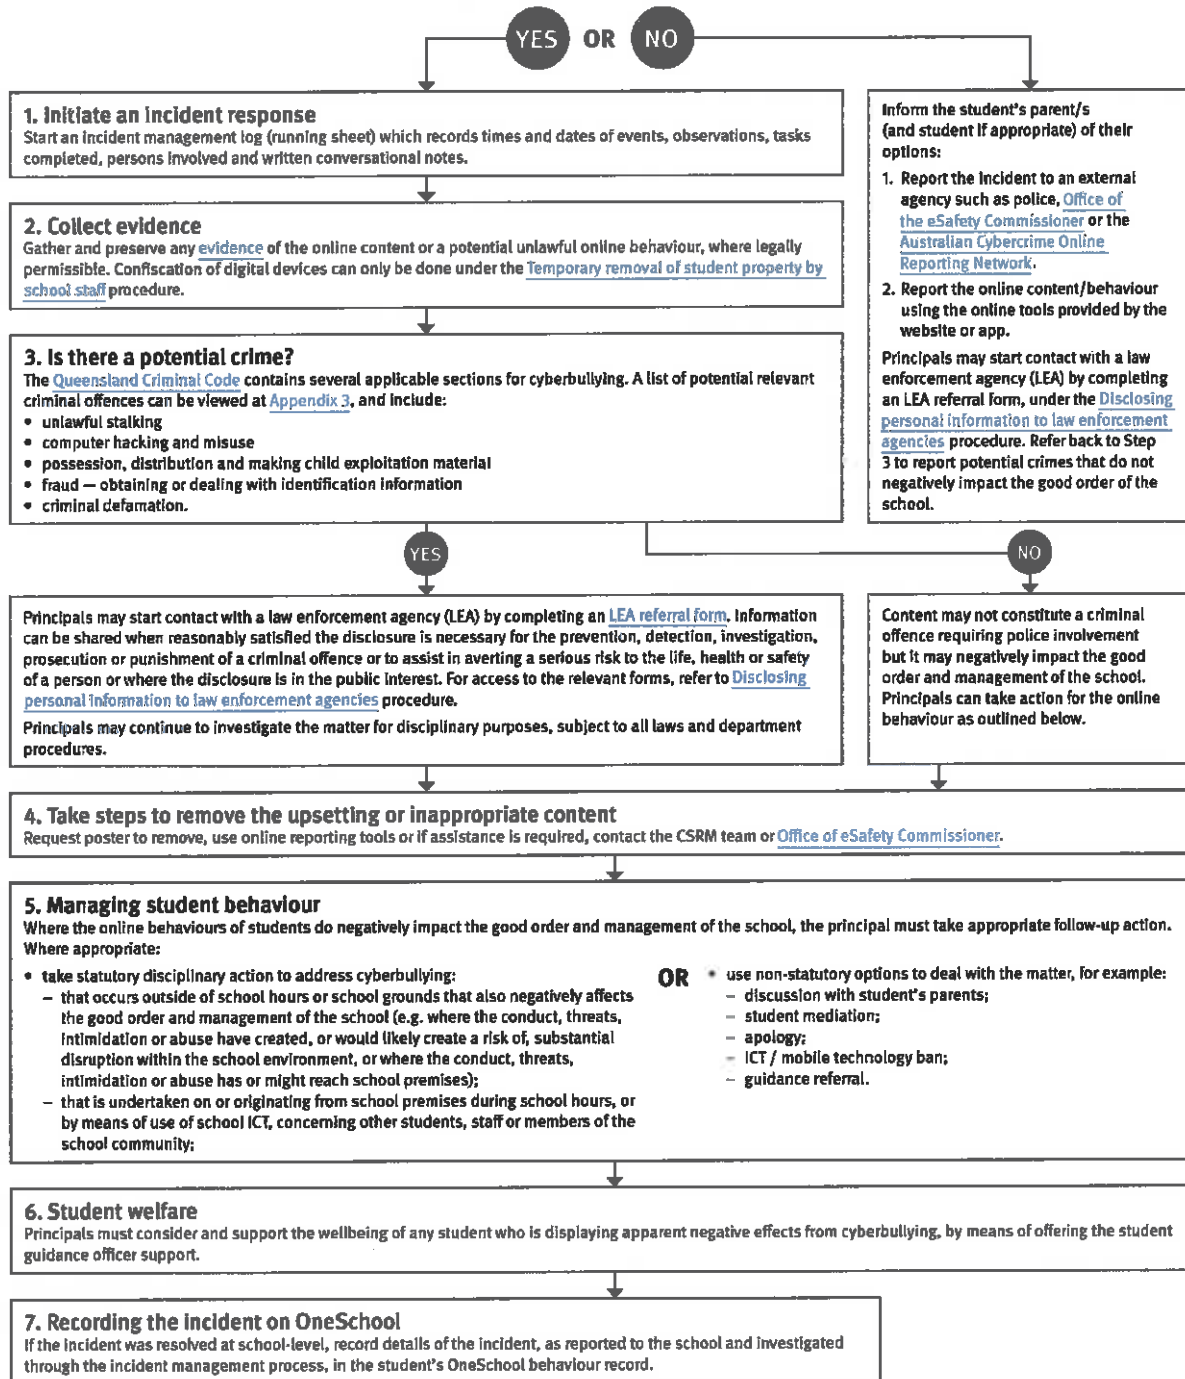 YES OR NO
1. Initiate an incident response
Start an incident management log (running sheet) which records times and dates of events, observations, tasks
completed, persons involved and written conversational notes.
2. Collect evidence
Gather and preserve any evidence of the online content or a potential unlawful online behaviour, where legally
permissible. Confiscation of digital devices can only be done under the Temporary removal of student property by
school staff procedure.
3. Is there a potential crime?
The Queensland Criminal Code contains several applicable sections for cyberbullying. A list of potential relevant
criminal offences can be viewed at Appendix 3, and include:
• unlawful stalking
• computer hacking and misuse
• possession, distribution and making child exploitation material
• fraud — obtaining or dealing with identification information
• criminal defamation.
Inform the student's parent/s
(and student if appropriate) of their
options:
1. Report the incident to an external
agency such as police, Office of
the eSafety Commissioner or the
Australian Cybercrime Online
Reporting Network.
2. Report the online content/behaviour
using the online tools provided by the
website or app.
Principals may start contact with a law
enforcement agency (LEA) by completing
an LEA referral form, under the Disclosing
personal information to law enforcement
agencies procedure. Refer back to Step
3 to report potential crimes that do not
negatively impact the good order of the
school.
YES
NO
Principals may start contact with a law enforcement agency (LEA) by completing an LEA referral form. Information
can be shared when reasonably satisfied the disclosure is necessary for the prevention, detection, investigation,
prosecution or punishment of a criminal offence or to assist in averting a serious risk to the life, health or safety
of a person or where the disclosure is in the public interest. For access to the relevant forms, refer to Disclosing
personal information to law enforcement agencies procedure.
Principals may continue to investigate the matter for disciplinary purposes, subject to all laws and department
procedures.
Content may not constitute a criminal
offence requiring police involvement
but it may negatively impact the good
order and management of the school.
Principals can take action for the online
behaviour as outlined below.
4. Take steps to remove the upsetting or inappropriate content
Request poster to remove, use online reporting tools or if assistance is required, contact the CSRM team or Office of eSafety Commissioner.
5. Managing student behaviour
Where the online behaviours of students do negatively impact the good order and management of the school, the principal must take appropriate follow-up action.
Where appropriate:
• take statutory disciplinary action to address cyberbullying:
– that occurs outside of school hours or school grounds that also negatively affects
the good order and management of the school (e.g. where the conduct, threats,
intimidation or abuse have created, or would likely create a risk of, substantial
disruption within the school environment, or where the conduct, threats,
intimidation or abuse has or might reach school premises);
– that is undertaken on or originating from school premises during school hours, or
by means of use of school ICT, concerning other students, staff or members of the
school community;
OR
• use non-statutory options to deal with the matter, for example:
– discussion with student's parents;
– student mediation;
– apology;
– ICT / mobile technology ban;
– guidance referral.
6. Student welfare
Principals must consider and support the wellbeing of any student who is displaying apparent negative effects from cyberbullying, by means of offering the student
guidance officer support.
7. Recording the incident on OneSchool
If the incident was resolved at school-level, record details of the incident, as reported to the school and investigated
through the incident management process, in the student's OneSchool behaviour record.